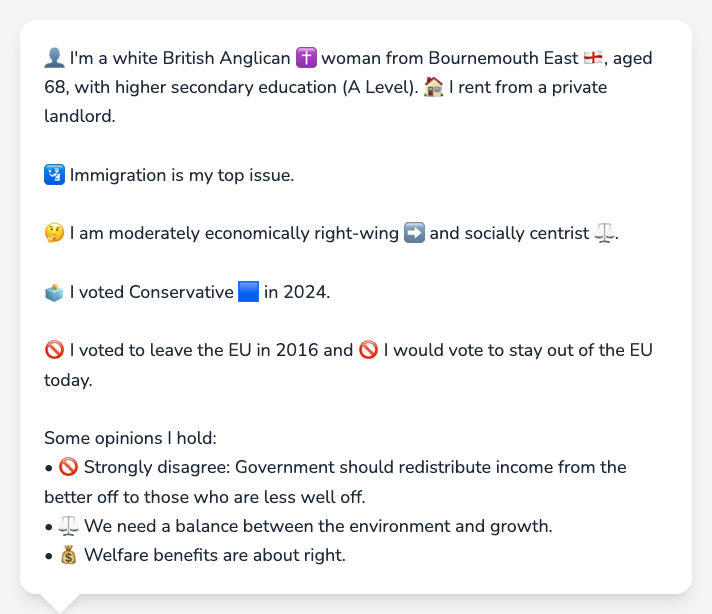 👤 I'm a white British Anglican ✝️ woman from Bournemouth East 🏴󠁧󠁢󠁥󠁮󠁧󠁿, aged
68, with higher secondary education (A Level). 🏠 I rent from a private
landlord.
🛂 Immigration is my top issue.
🤔 I am moderately economically right-wing ➡️ and socially centrist ⚖️.
🗳️ I voted Conservative 🟦 in 2024.
🚫 I voted to leave the EU in 2016 and 🚫 I would vote to stay out of the EU
today.
Some opinions I hold:
• 🚫 Strongly disagree: Government should redistribute income from the
better off to those who are less well off.
• ⚖️ We need a balance between the environment and growth.
• 💰 Welfare benefits are about right.